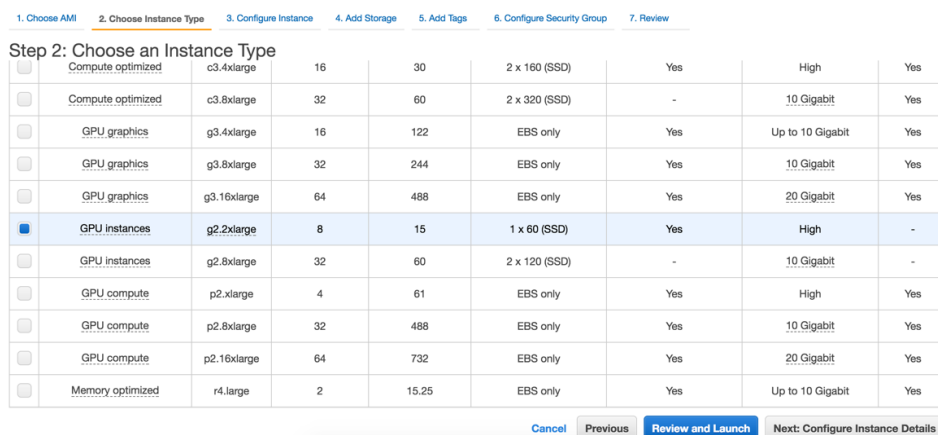 1. Choose AMI 2. Choose Instance Type 3. Configure Instance 4. Add Storage 5. Add Tags 6. Configure Security Group 7. Review
Step 2: Choose an Instance Type
Compute optimized c3.4xlarge 16 30 2 x 160 (SSD) Yes High Yes
Compute optimized c3.8xlarge 32 60 2 x 320 (SSD) - 10 Gigabit Yes
GPU graphics g3.4xlarge 16 122 EBS only Yes Up to 10 Gigabit Yes
GPU graphics g3.8xlarge 32 244 EBS only Yes 10 Gigabit Yes
GPU graphics g3.16xlarge 64 488 EBS only Yes 20 Gigabit Yes
GPU instances g2.2xlarge 8 15 1 x 60 (SSD) Yes High -
GPU instances g2.8xlarge 32 60 2 x 120 (SSD) - 10 Gigabit -
GPU compute p2.xlarge 4 61 EBS only Yes High Yes
GPU compute p2.8xlarge 32 488 EBS only Yes 10 Gigabit Yes
GPU compute p2.16xlarge 64 732 EBS only Yes 20 Gigabit Yes
Memory optimized r4.large 2 15.25 EBS only Yes Up to 10 Gigabit Yes
Cancel Previous Review and Launch Next: Configure Instance Details